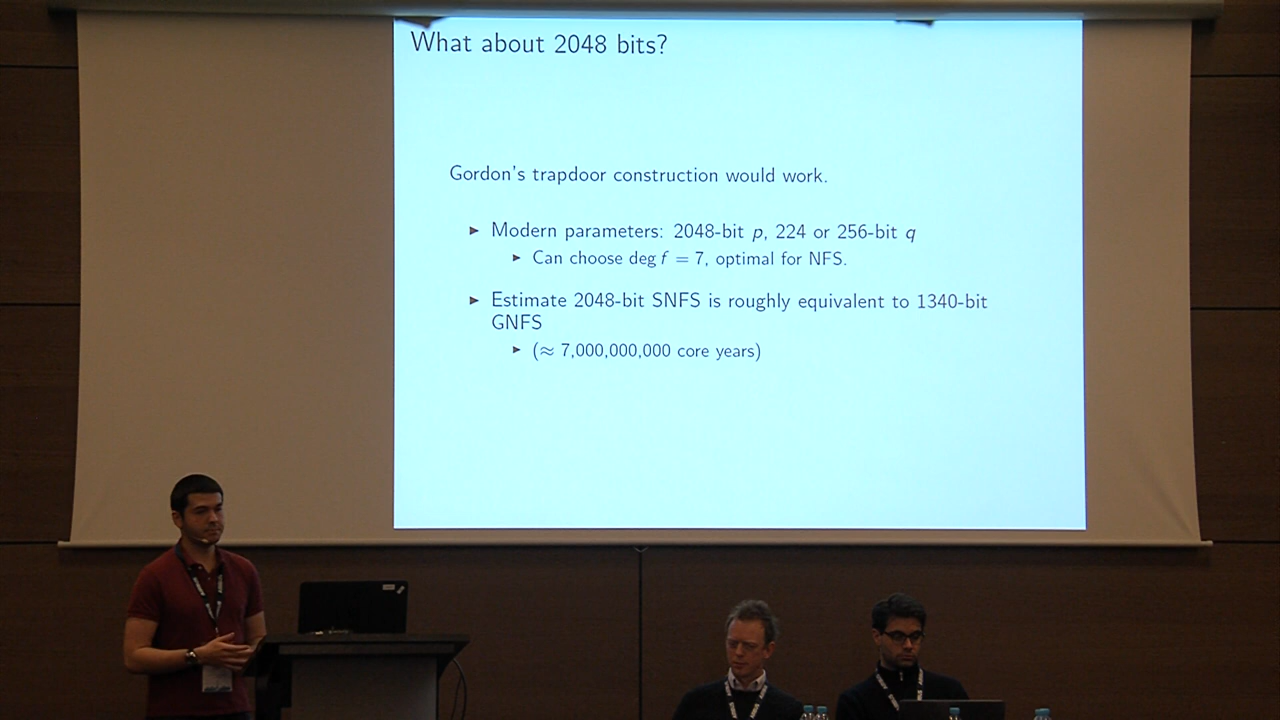 What about 2048 bits?
Gordon's trapdoor construction would work.
► Modern parameters: 2048-bit p, 224 or 256-bit q
► Can choose deg f = 7, optimal for NFS.
► Estimate 2048-bit SNFS is roughly equivalent to 1340-bit
GNFS
► (≈ 7,000,000,000 core years)